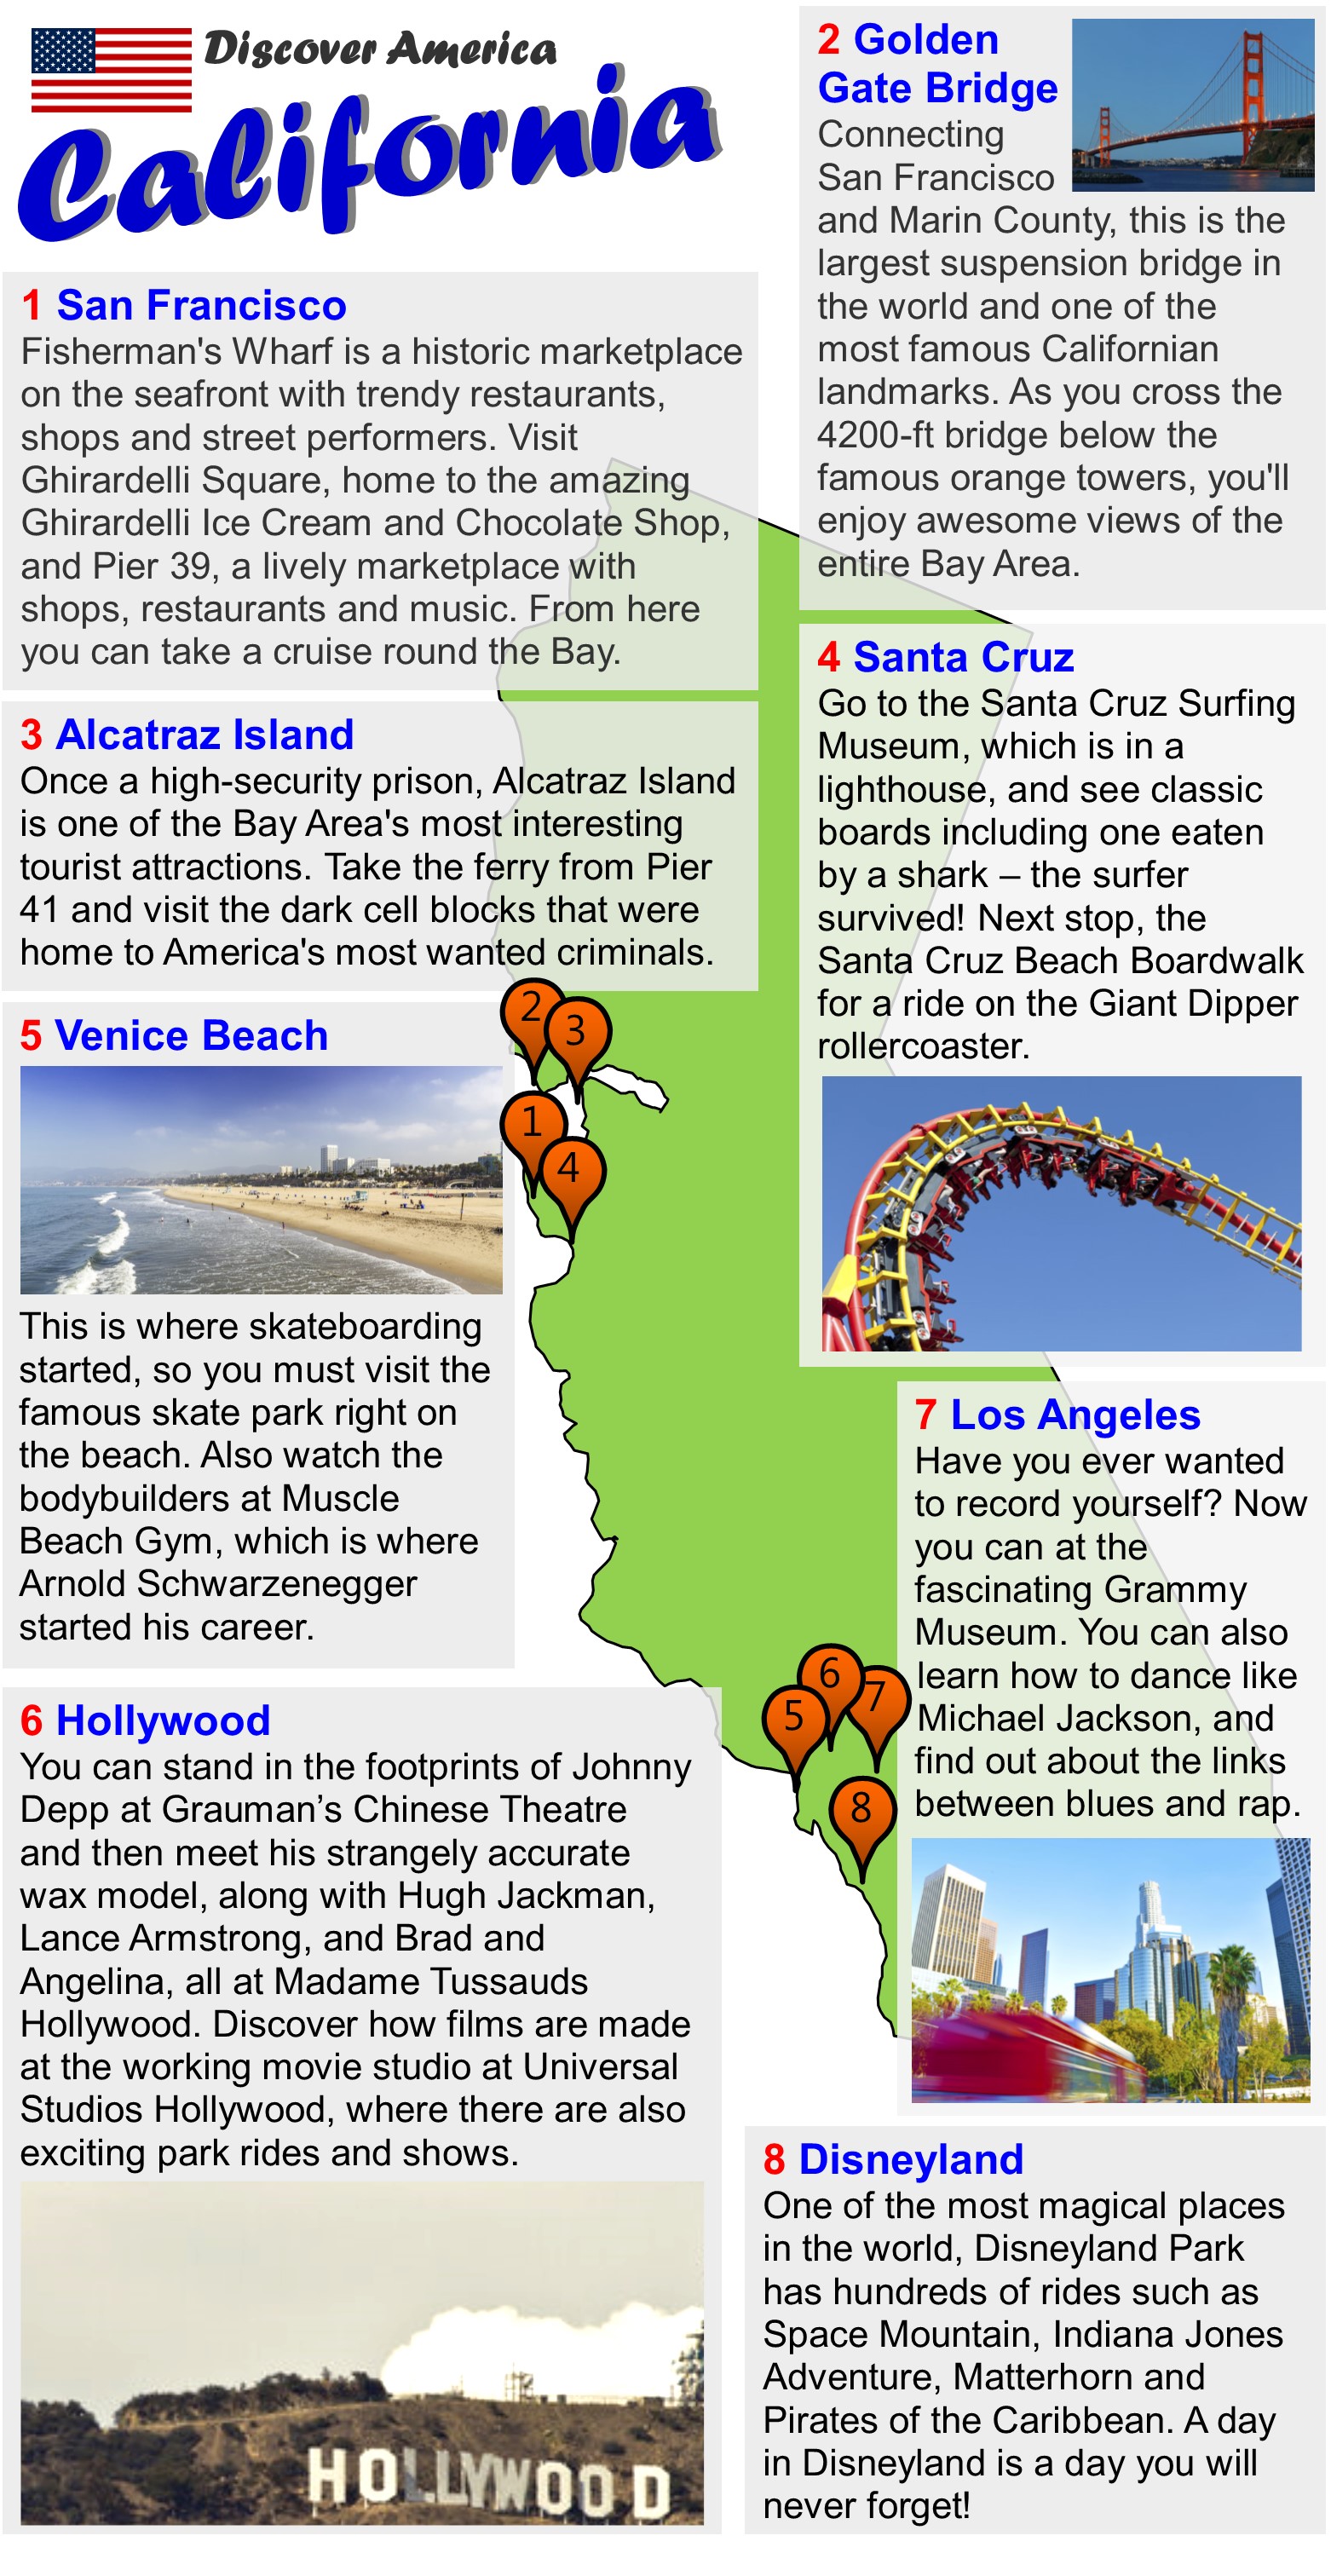 Discover America
California
1 San Francisco
Fisherman's Wharf is a historic marketplace
on the seafront with trendy restaurants,
shops and street performers. Visit
Ghirardelli Square, home to the amazing
Ghirardelli Ice Cream and Chocolate Shop,
and Pier 39, a lively marketplace with
shops, restaurants and music. From here
you can take a cruise round the Bay.
2 Golden
Gate Bridge
Connecting
San Francisco
and Marin County, this is the
largest suspension bridge in
the world and one of the
most famous Californian
landmarks. As you cross the
4200-ft bridge below the
famous orange towers, you'll
enjoy awesome views of the
entire Bay Area.
3 Alcatraz Island
Once a high-security prison, Alcatraz Island
is one of the Bay Area's most interesting
tourist attractions. Take the ferry from Pier
41 and visit the dark cell blocks that were
home to America's most wanted criminals.
4 Santa Cruz
Go to the Santa Cruz Surfing
Museum, which is in a
lighthouse, and see classic
boards including one eaten
by a shark – the surfer
survived! Next stop, the
Santa Cruz Beach Boardwalk
for a ride on the Giant Dipper
rollercoaster.
5 Venice Beach
This is where skateboarding
started, so you must visit the
famous skate park right on
the beach. Also watch the
bodybuilders at Muscle
Beach Gym, which is where
Arnold Schwarzenegger
started his career.
2
3
1
4
6
7
5
8
6 Hollywood
You can stand in the footprints of Johnny
Depp at Grauman’s Chinese Theatre
and then meet his strangely accurate
wax model, along with Hugh Jackman,
Lance Armstrong, and Brad and
Angelina, all at Madame Tussauds
Hollywood. Discover how films are made
at the working movie studio at Universal
Studios Hollywood, where there are also
exciting park rides and shows.
HOLLYWOOD
7 Los Angeles
Have you ever wanted
to record yourself? Now
you can at the
fascinating Grammy
Museum. You can also
learn how to dance like
Michael Jackson, and
find out about the links
between blues and rap.
8 Disneyland
One of the most magical places
in the world, Disneyland Park
has hundreds of rides such as
Space Mountain, Indiana Jones
Adventure, Matterhorn and
Pirates of the Caribbean. A day
in Disneyland is a day you will
never forget!